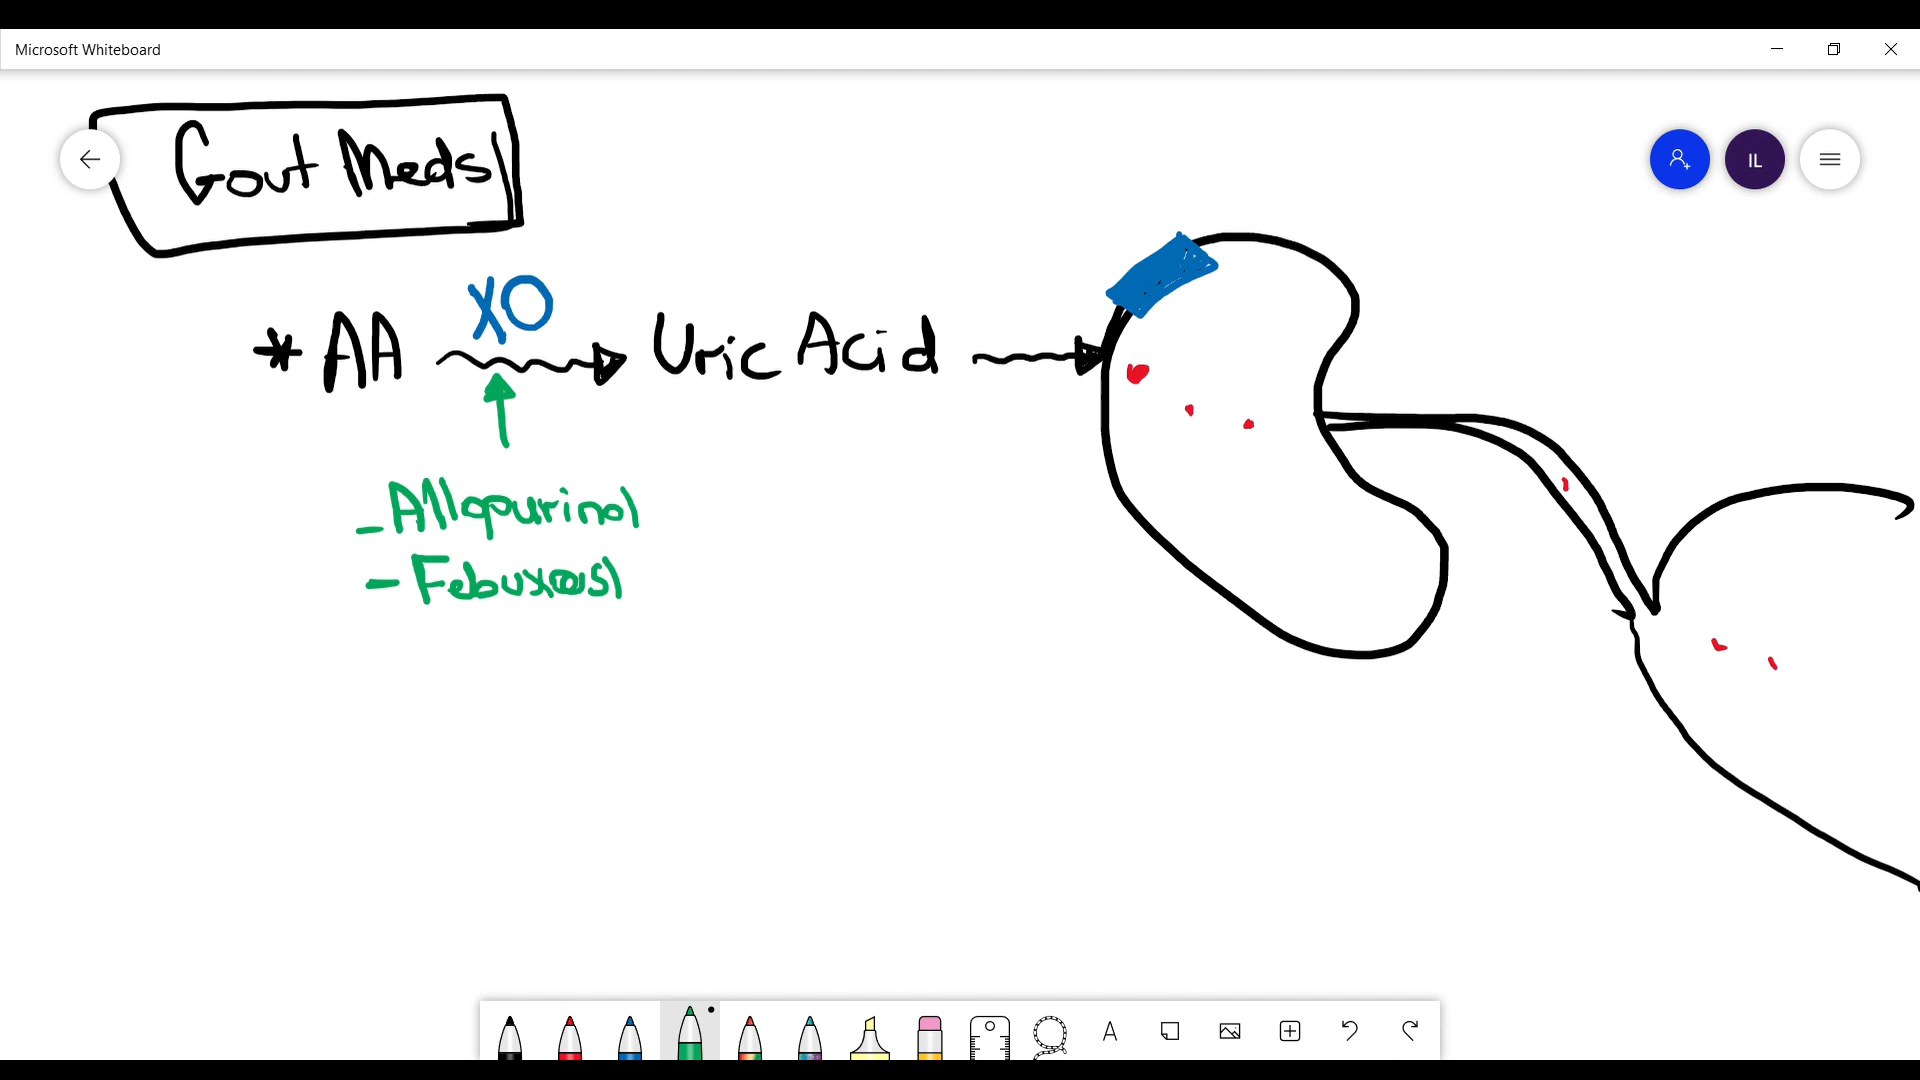 Microsoft Whiteboard
Gout Meds
IL
XO
* AA → Uric Acid →
- Allopurinol
- Febuxosl
A